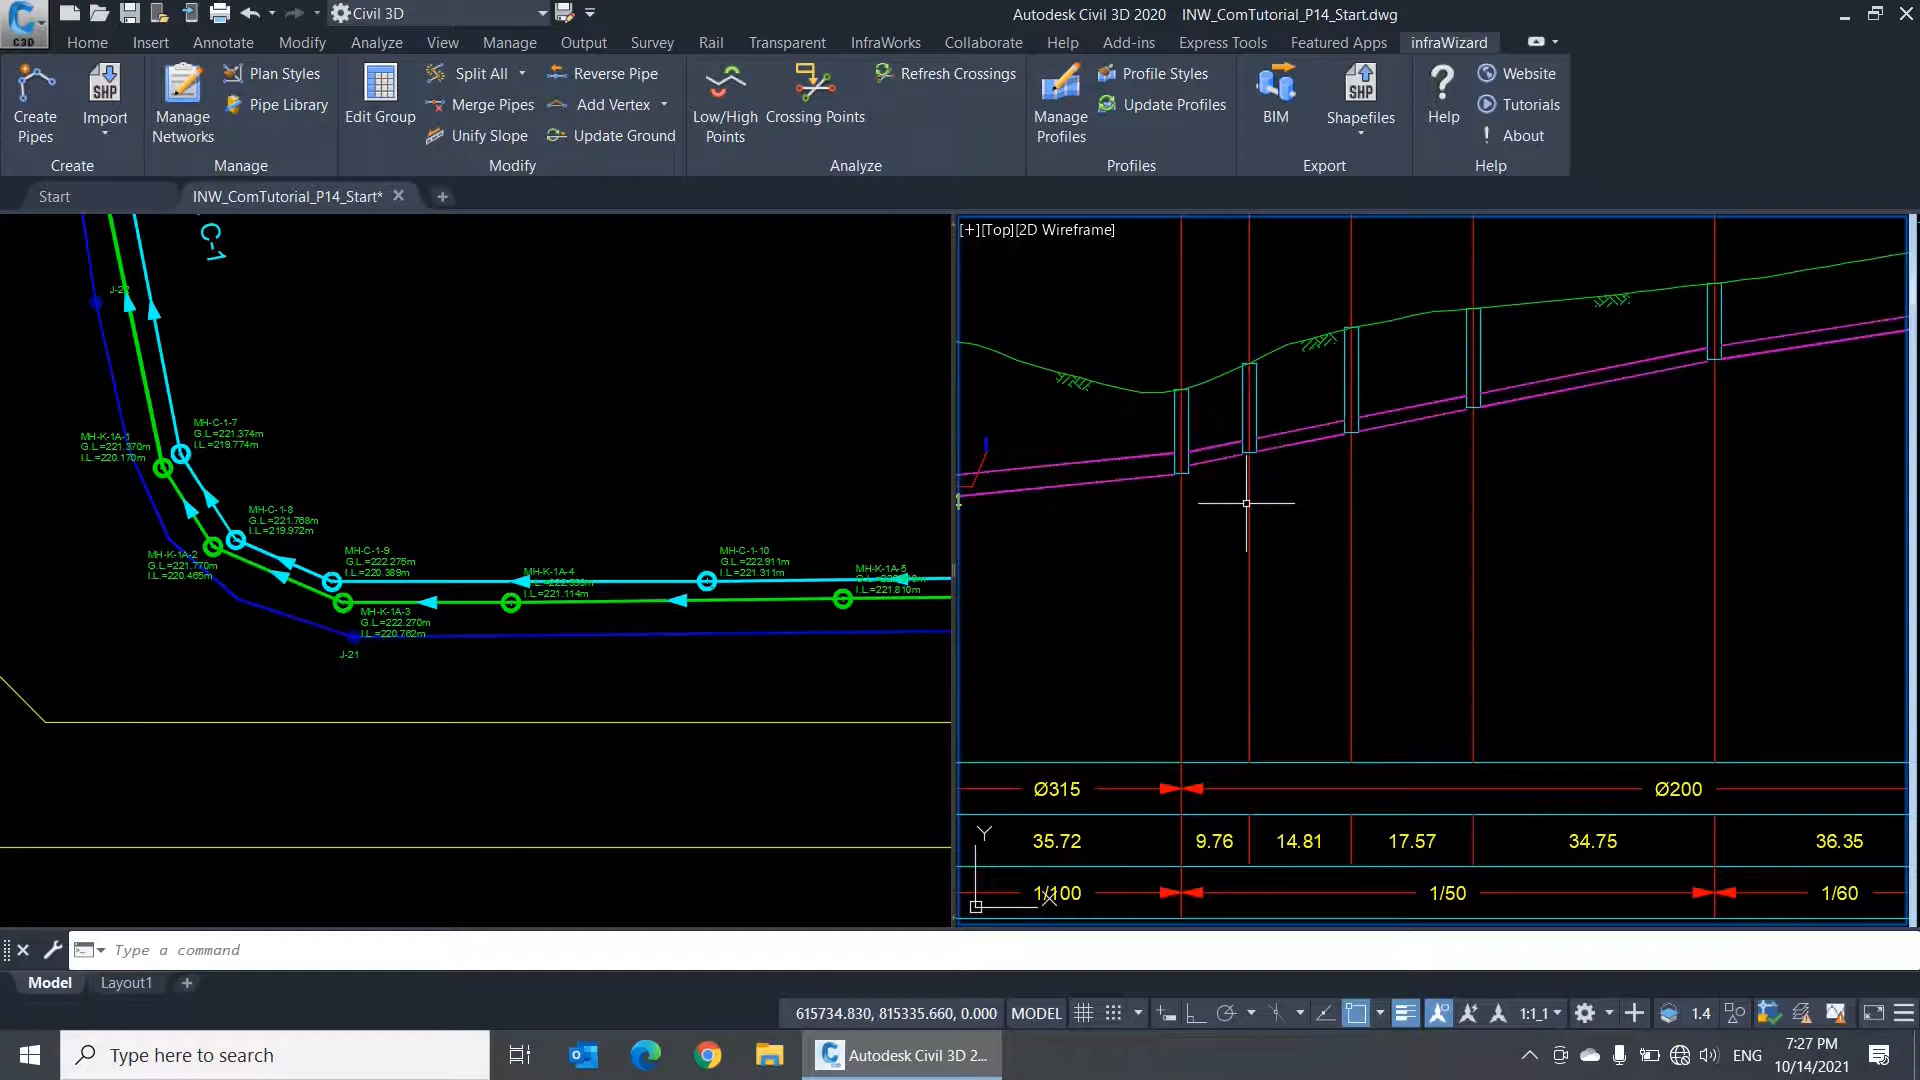 C3D
Civil 3D
Autodesk Civil 3D 2020 INW_ComTutorial_P14_Start.dwg
Home Insert Annotate Modify Analyze View Manage Output Survey Rail Transparent InfraWorks Collaborate Help Add-ins Express Tools Featured Apps infraWizard
Create Pipes
Import
Create
Manage Networks
Plan Styles
Pipe Library
Manage
Edit Group
Split All
Merge Pipes
Unify Slope
Reverse Pipe
Add Vertex
Update Ground
Modify
Low/High Points
Crossing Points
Refresh Crossings
Analyze
Manage Profiles
Profile Styles
Update Profiles
Profiles
BIM
SHP
Shapefiles
Export
Help
Website
Tutorials
About
Help
Start
INW_ComTutorial_P14_Start*
C-1
MH-C-1-7
G.L=221.374m
I.L.=219.774m
MH-K-1A-1
G.L=221.370m
I.L.=220.170m
MH-C-1-8
G.L=221.768m
I.L.=219.972m
MH-K-1A-2
G.L=221.770m
I.L.=220.465m
MH-C-1-9
G.L=222.275m
I.L.=220.389m
MH-K-1A-3
G.L=222.270m
I.L.=220.762m
MH-K-1A-4
I.L.=221.114m
MH-C-1-10
G.L=222.911m
I.L.=221.311m
MH-K-1A-5
I.L.=221.810m
J-21
[+][Top][2D Wireframe]
Ø315 Ø200
35.72 9.76 14.81 17.57 34.75 36.35
1/100 1/50 1/60
Y
X
Type a command
Model Layout1
615734.830, 815335.660, 0.000 MODEL 1:1_1 1.4
Type here to search
Autodesk Civil 3D 2...
ENG
7:27 PM
10/14/2021